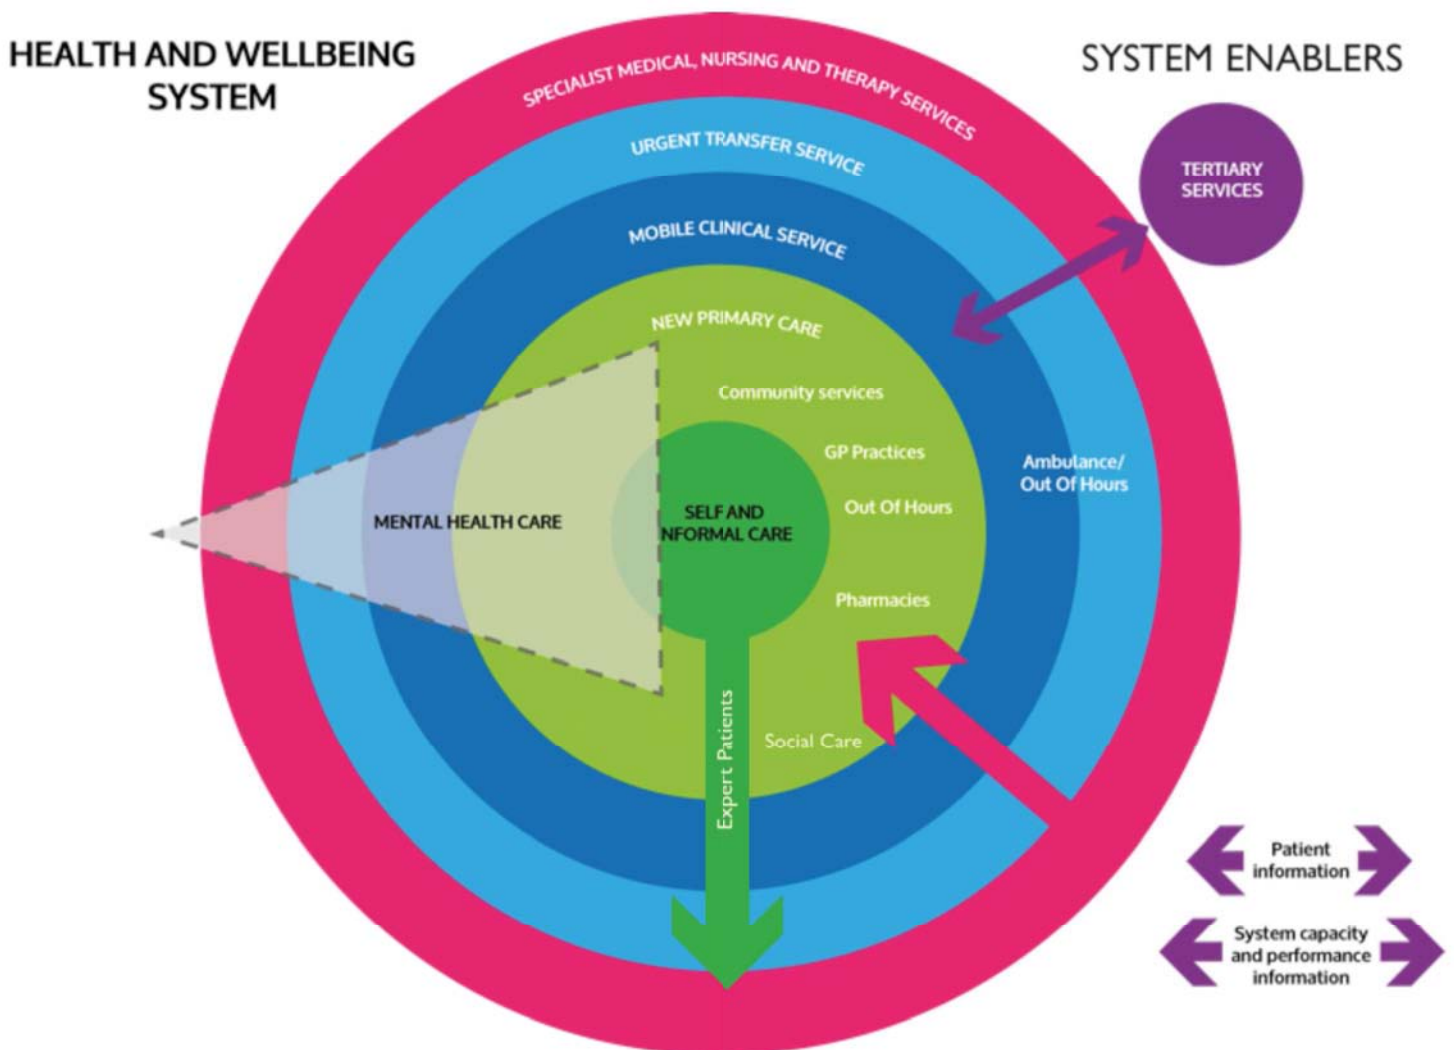 HEALTH AND WELLBEING
SYSTEM
SYSTEM ENABLERS
SPECIALIST MEDICAL, NURSING AND THERAPY SERVICES
TERTIARY
SERVICES
URGENT TRANSFER SERVICE
MOBILE CLINICAL SERVICE
NEW PRIMARY CARE
Community services
GP Practices
Ambulance/
Out Of Hours
Out Of Hours
MENTAL HEALTH CARE
SELF AND
NFORMAL CARE
Pharmacies
Expert Patients
Social Care
Patient
information
System capacity
and performance
information